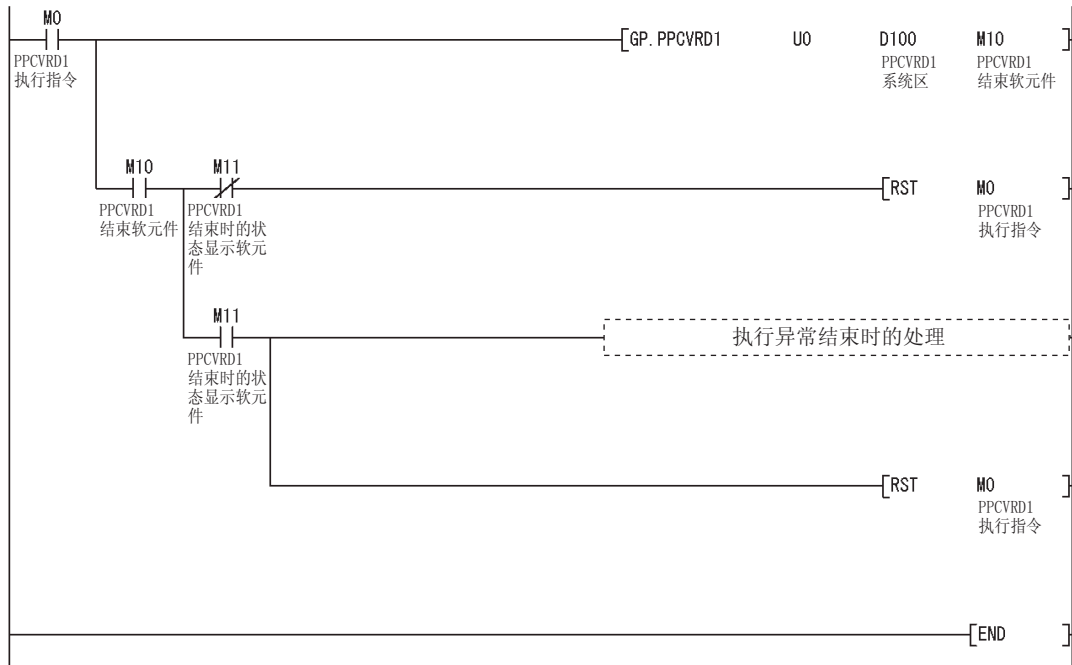 M0
[GP.PPCVRD1 U0 D100 M10 ]
PPCVRD1
执行指令
PPCVRD1
系统区
PPCVRD1
结束软元件
M10 M11
[RST M0 ]
PPCVRD1
结束软元件
PPCVRD1
结束时的状
态显示软元
件
PPCVRD1
执行指令
M11
执行异常结束时的处理
PPCVRD1
结束时的状
态显示软元
件
[RST M0 ]
PPCVRD1
执行指令
[END ]